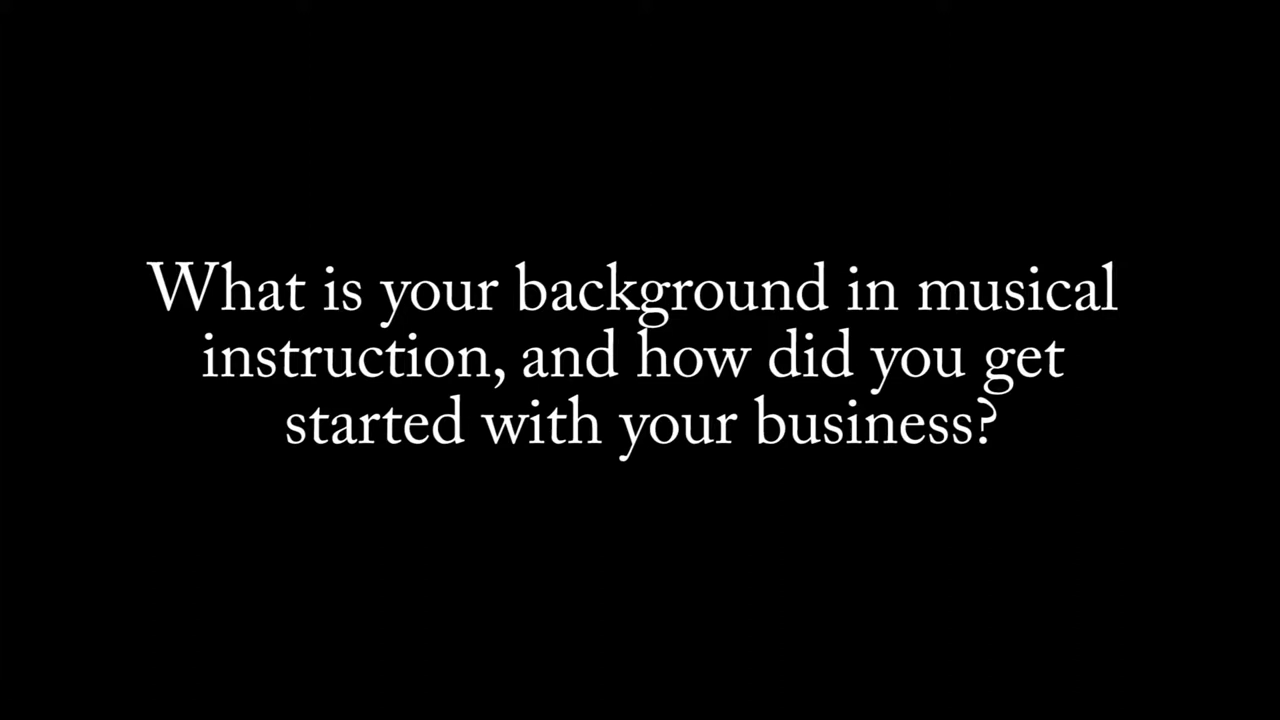 What is your background in musical
instruction, and how did you get
started with your business?